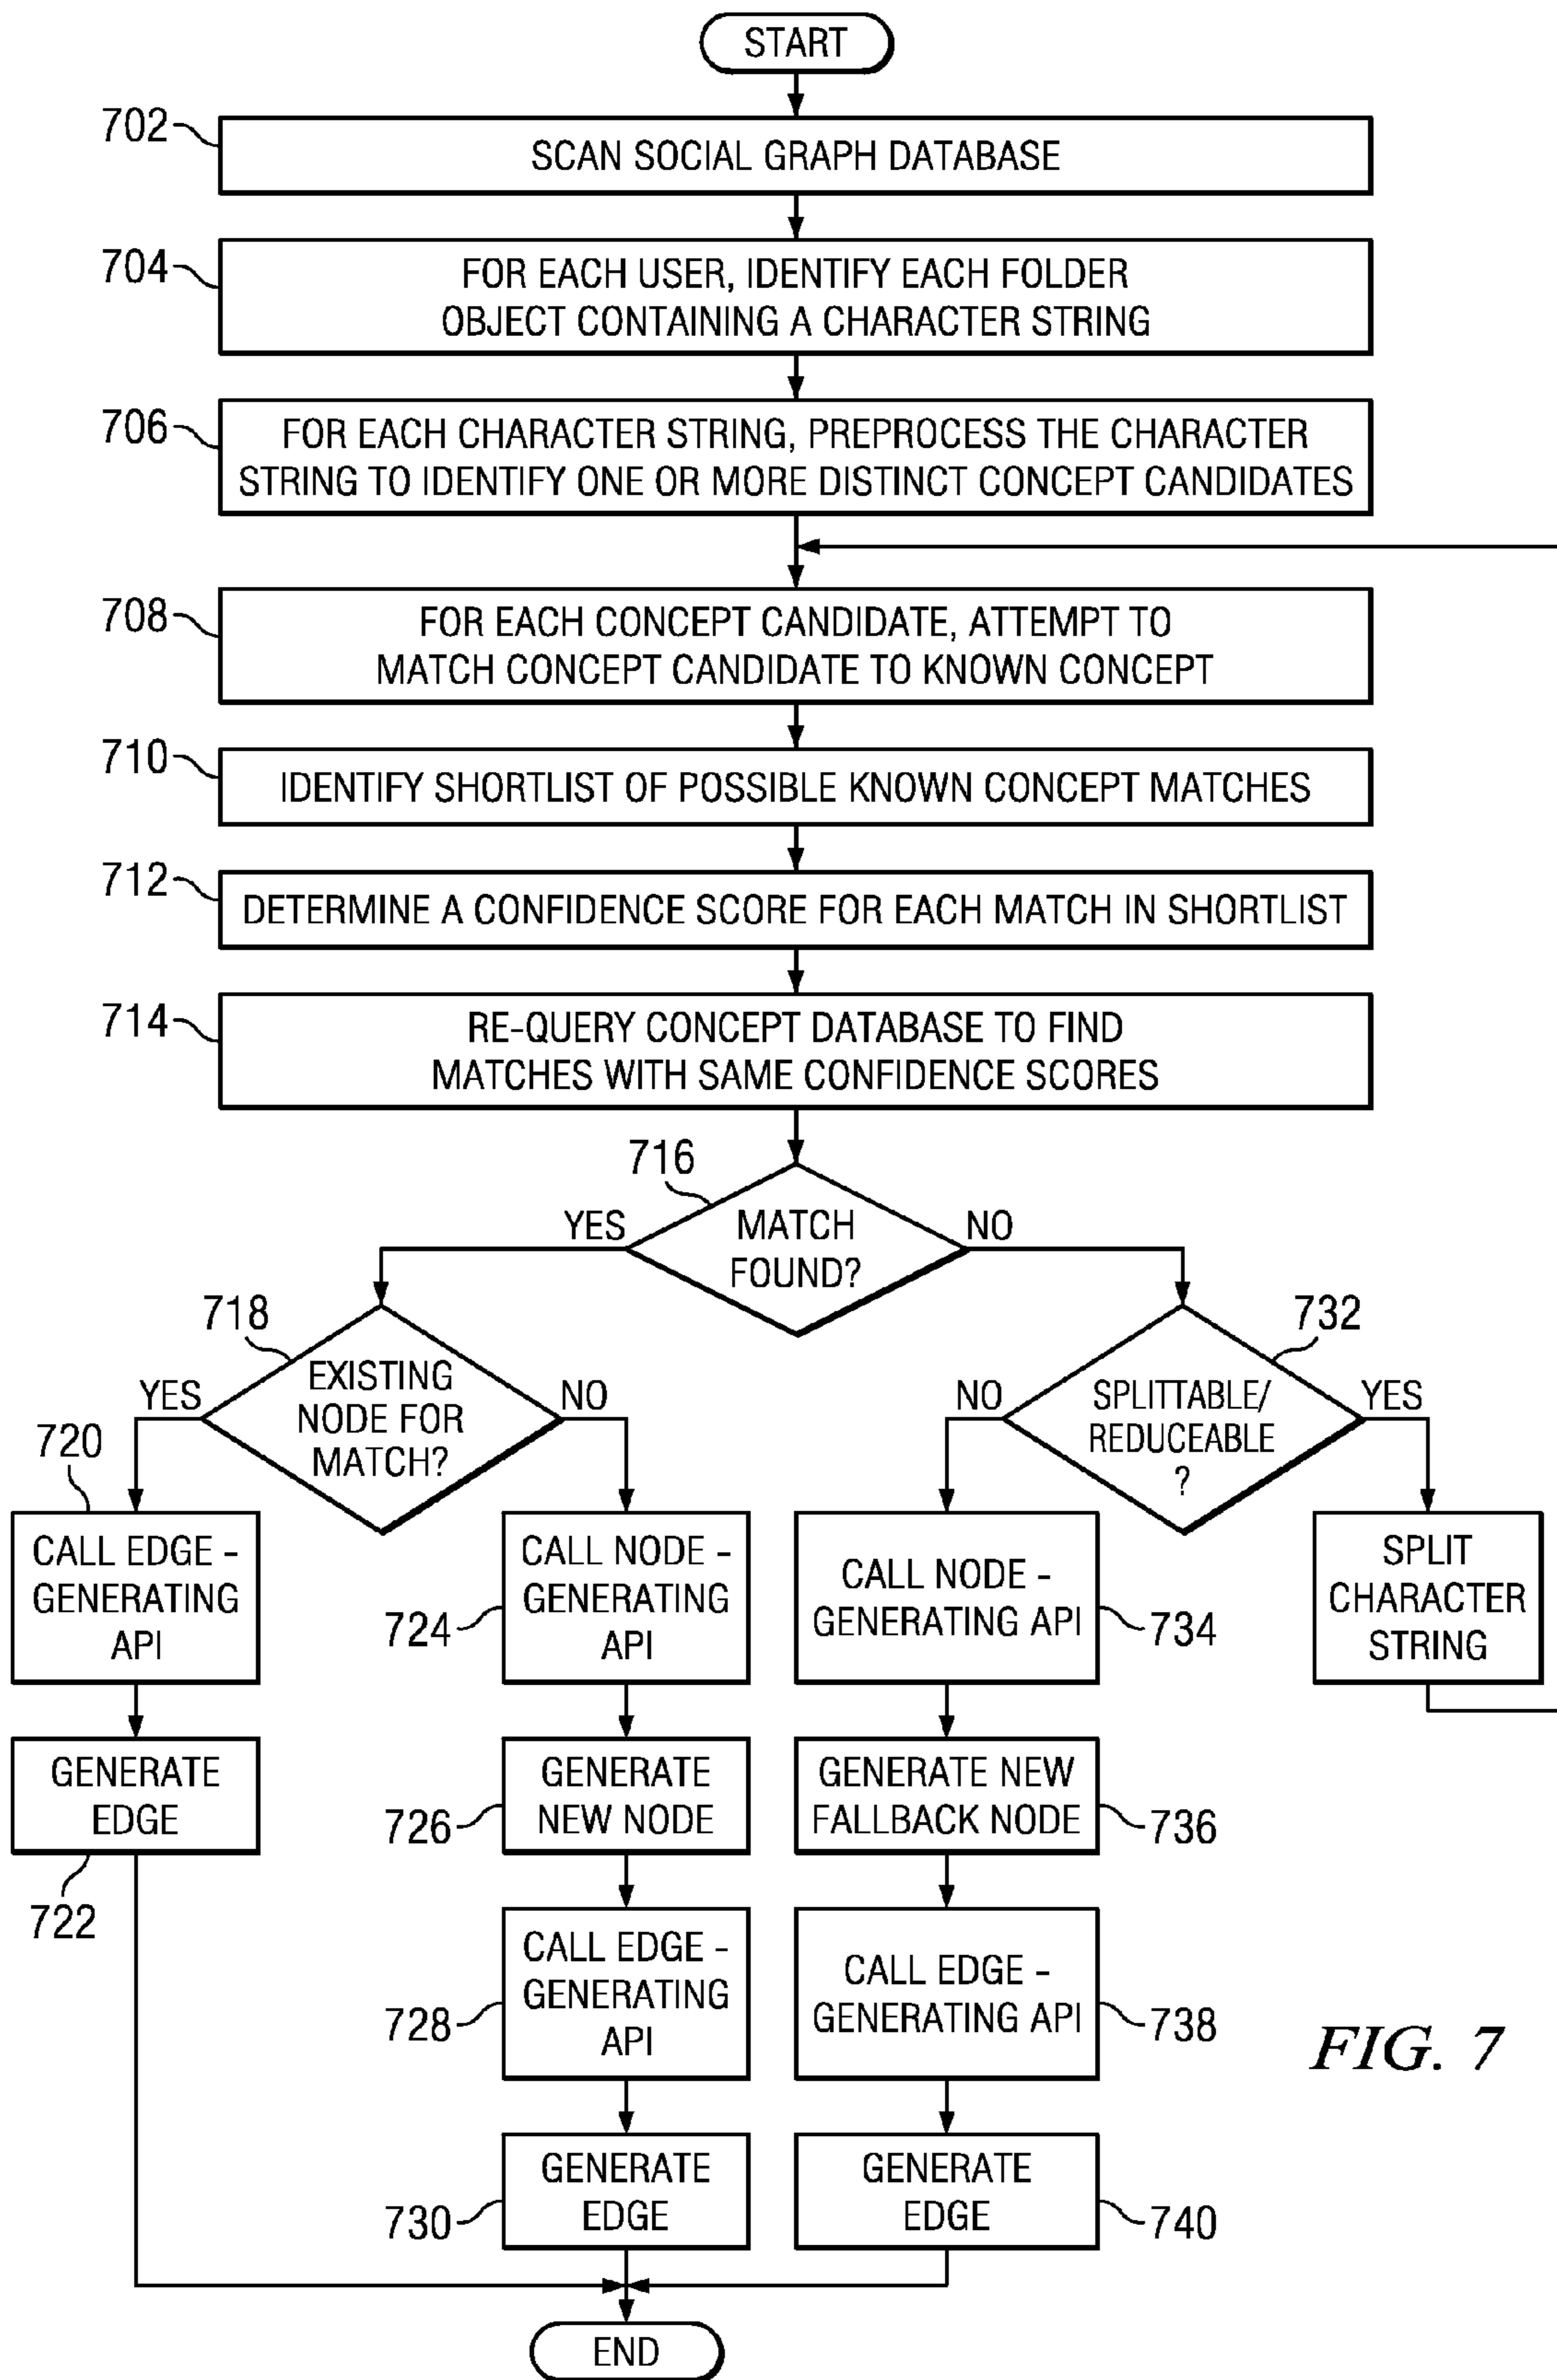 START
702
SCAN SOCIAL GRAPH DATABASE
704
FOR EACH USER, IDENTIFY EACH FOLDER
OBJECT CONTAINING A CHARACTER STRING
706
FOR EACH CHARACTER STRING, PREPROCESS THE CHARACTER
STRING TO IDENTIFY ONE OR MORE DISTINCT CONCEPT CANDIDATES
708
FOR EACH CONCEPT CANDIDATE, ATTEMPT TO
MATCH CONCEPT CANDIDATE TO KNOWN CONCEPT
710
IDENTIFY SHORTLIST OF POSSIBLE KNOWN CONCEPT MATCHES
712
DETERMINE A CONFIDENCE SCORE FOR EACH MATCH IN SHORTLIST
714
RE-QUERY CONCEPT DATABASE TO FIND
MATCHES WITH SAME CONFIDENCE SCORES
716
YES
MATCH
FOUND?
NO
718
YES
EXISTING
NODE FOR
MATCH?
NO
732
NO
SPLITTABLE/
REDUCEABLE
?
YES
720
CALL EDGE -
GENERATING
API
724
CALL NODE -
GENERATING
API
CALL NODE -
GENERATING API
734
SPLIT
CHARACTER
STRING
GENERATE
EDGE
722
726
GENERATE
NEW NODE
GENERATE NEW
FALLBACK NODE
736
728
CALL EDGE -
GENERATING
API
CALL EDGE -
GENERATING API
738
730
GENERATE
EDGE
GENERATE
EDGE
740
FIG. 7
END